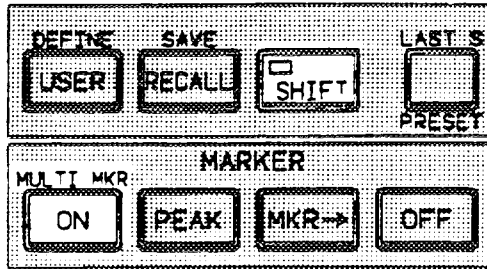 DEFINE SAVE LAST S
USER RECALL SHIFT
PRESET
MARKER
MULTI MKR
ON PEAK MKR→ OFF